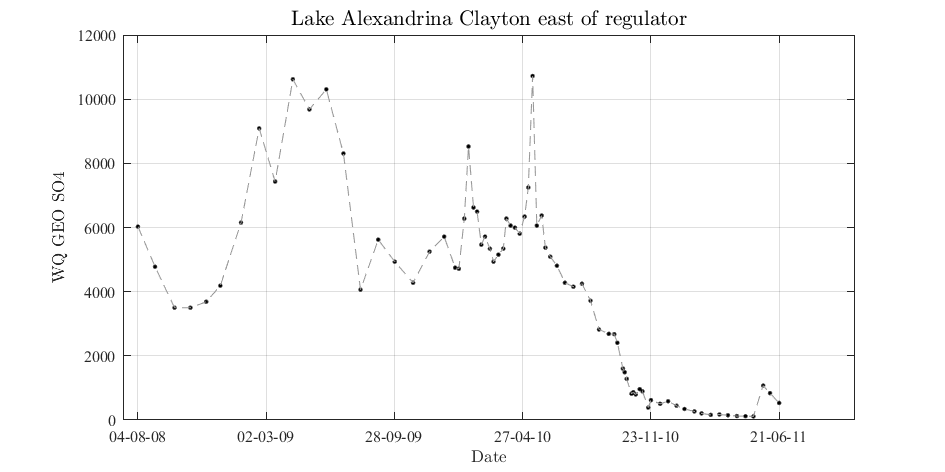 Lake Alexandrina Clayton east of regulator
12000
10000
8000
6000
4000
2000
0
WQ GEO SO4
04-08-08 02-03-09 28-09-09 27-04-10 23-11-10 21-06-11
Date